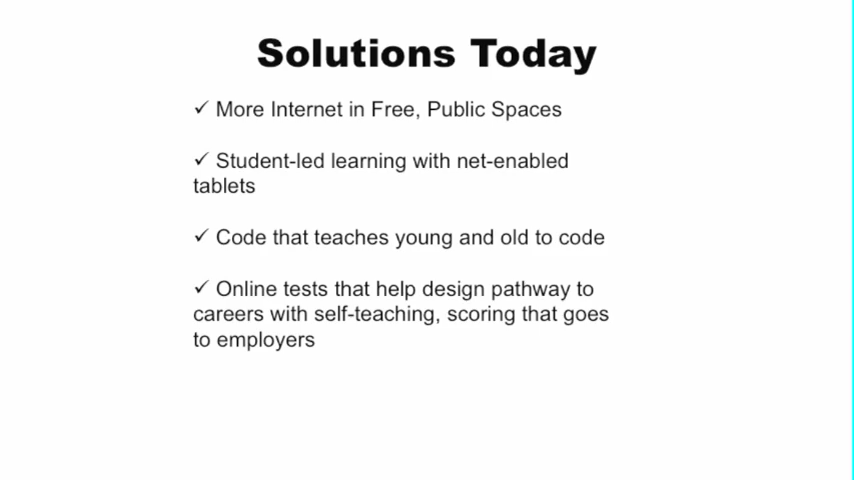 Solutions Today
✓ More Internet in Free, Public Spaces
✓ Student-led learning with net-enabled
tablets
✓ Code that teaches young and old to code
✓ Online tests that help design pathway to
careers with self-teaching, scoring that goes
to employers